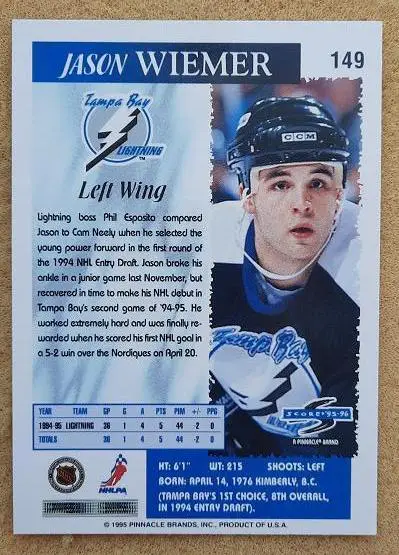 JASON WIEMER
149
Tampa Bay
LIGHTNING
TM
Left Wing
Lightning boss Phil Esposito compared
Jason to Cam Neely when he selected the
young power forward in the first round of
the 1994 NHL Entry Draft. Jason broke his
ankle in a junior game last November, but
recovered in time to make his NHL debut in
Tampa Bay's second game of '94-95. He
worked extremely hard and was finally re-
warded when he scored his first NHL goal in
a 5-2 win over the Nordiques on April 20.
CCM
Tampa Bay
SCORE '95-96
A PINNACLE BRAND
YEAR TEAM GP G A PTS PIM +/- PPG
1994-95 LIGHTNING 36 1 4 5 44 -2 0
TOTALS 36 1 4 5 44 -2 0
NHL
NHLPA
HT: 6'1" WT: 215 SHOOTS: LEFT
BORN: APRIL 14, 1976 KIMBERLY, B.C.
(TAMPA BAY'S 1ST CHOICE, 8TH OVERALL,
IN 1994 ENTRY DRAFT).
© 1995 PINNACLE BRANDS, INC., PRODUCT OF U.S.A.